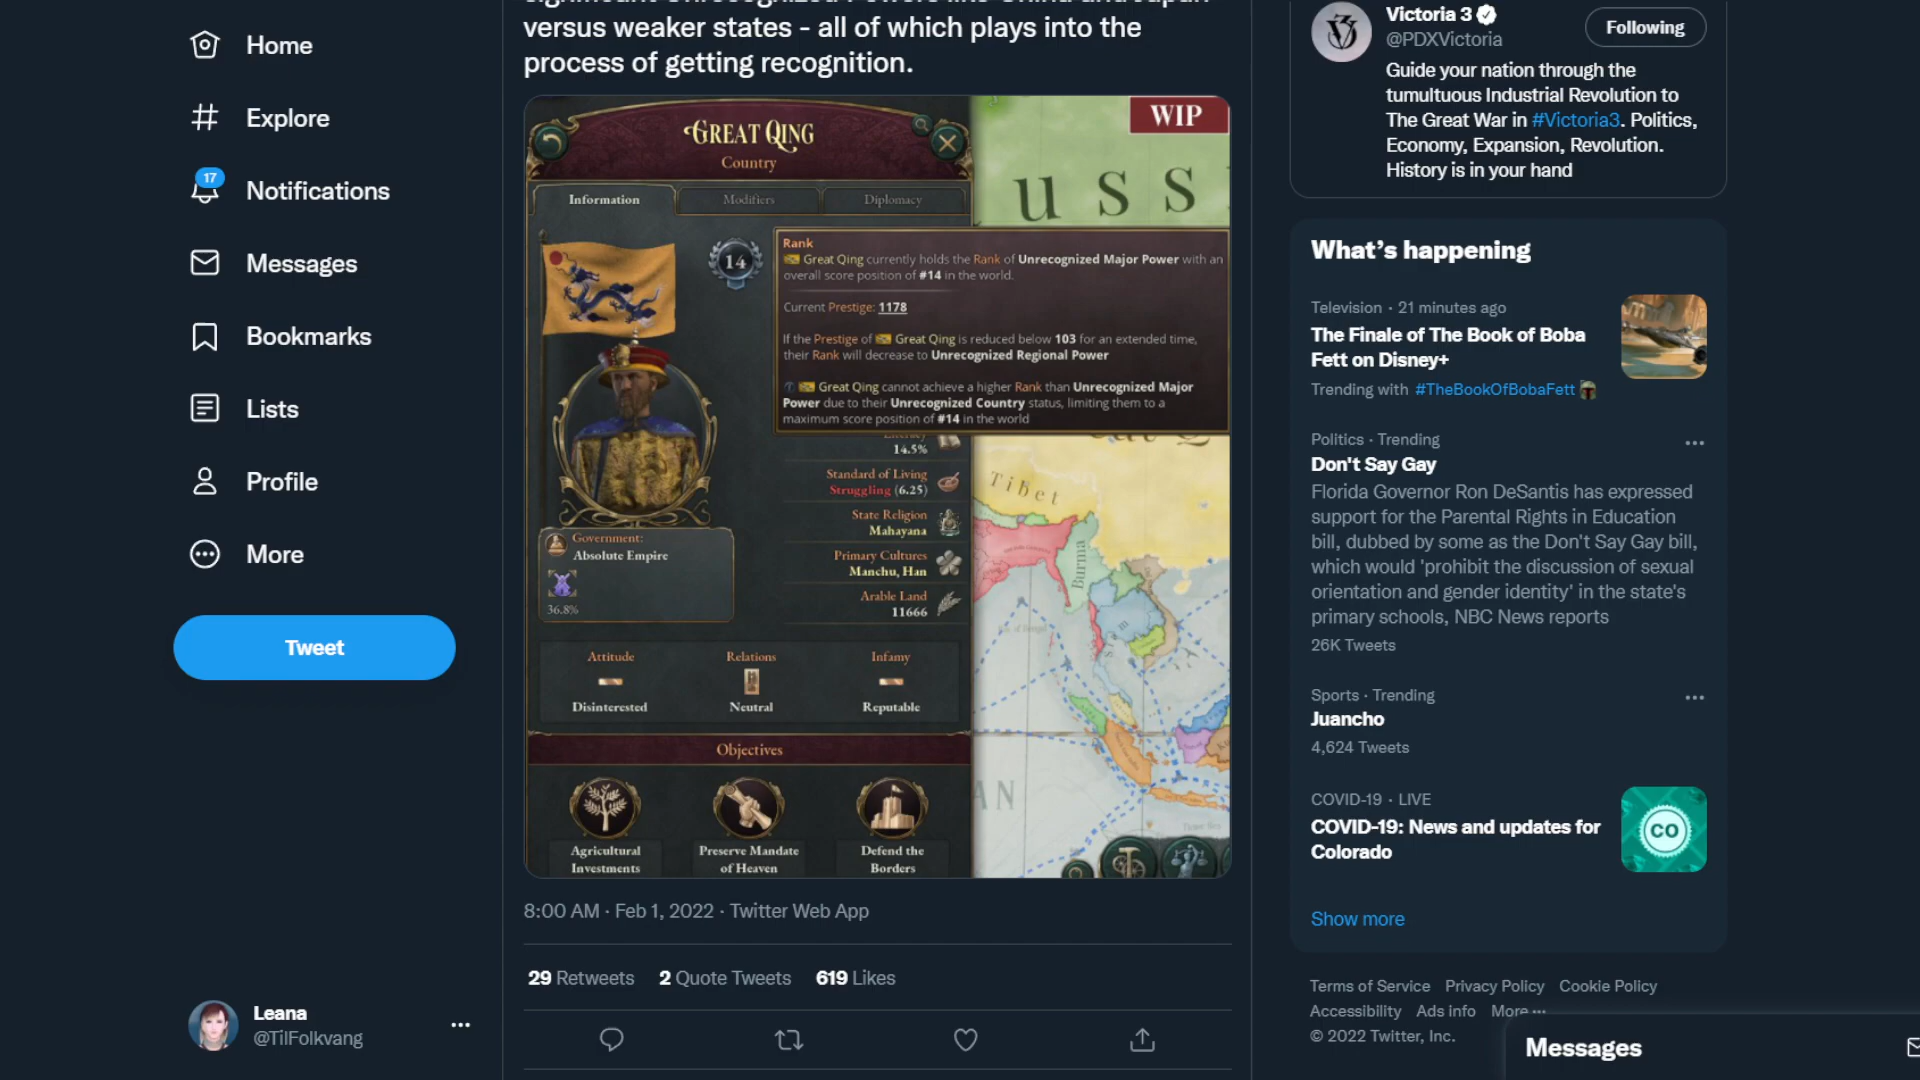 Home
Explore
17
Notifications
Messages
Bookmarks
Lists
Profile
More
Tweet
Leana
@TilFolkvang
versus weaker states - all of which plays into the
process of getting recognition.
GREAT QING
Country
Information
Modifiers
Diplomacy
WIP
USS
14
Rank
Great Qing currently holds the Rank of Unrecognized Major Power with an
overall score position of #14 in the world.
Current Prestige: 1178
If the Prestige of Great Qing is reduced below 103 for an extended time,
their Rank will decrease to Unrecognized Regional Power
Great Qing cannot achieve a higher Rank than Unrecognized Major
Power due to their Unrecognized Country status, limiting them to a
maximum score position of #14 in the world
Literacy
14.5%
Standard of Living
Struggling (6.25)
State Religion
Mahayana
Primary Cultures
Manchu, Han
Arable Land
11666
Government:
Absolute Empire
36.8%
Tibet
Burma
Attitude
Relations
Infamy
Disinterested
Neutral
Reputable
Objectives
Agricultural
Investments
Preserve Mandate
of Heaven
Defend the
Borders
AN
8:00 AM · Feb 1, 2022 · Twitter Web App
29 Retweets 2 Quote Tweets 619 Likes
Victoria 3
@PDXVictoria
Following
Guide your nation through the
tumultuous Industrial Revolution to
The Great War in #Victoria3. Politics,
Economy, Expansion, Revolution.
History is in your hand
What's happening
Television · 21 minutes ago
The Finale of The Book of Boba
Fett on Disney+
Trending with #TheBookOfBobaFett
Politics · Trending
Don't Say Gay
Florida Governor Ron DeSantis has expressed
support for the Parental Rights in Education
bill, dubbed by some as the Don't Say Gay bill,
which would 'prohibit the discussion of sexual
orientation and gender identity' in the state's
primary schools, NBC News reports
26K Tweets
Sports · Trending
Juancho
4,624 Tweets
COVID-19 · LIVE
COVID-19: News and updates for
Colorado
CO
Show more
Terms of Service Privacy Policy Cookie Policy
Accessibility Ads info More ···
© 2022 Twitter, Inc.
Messages